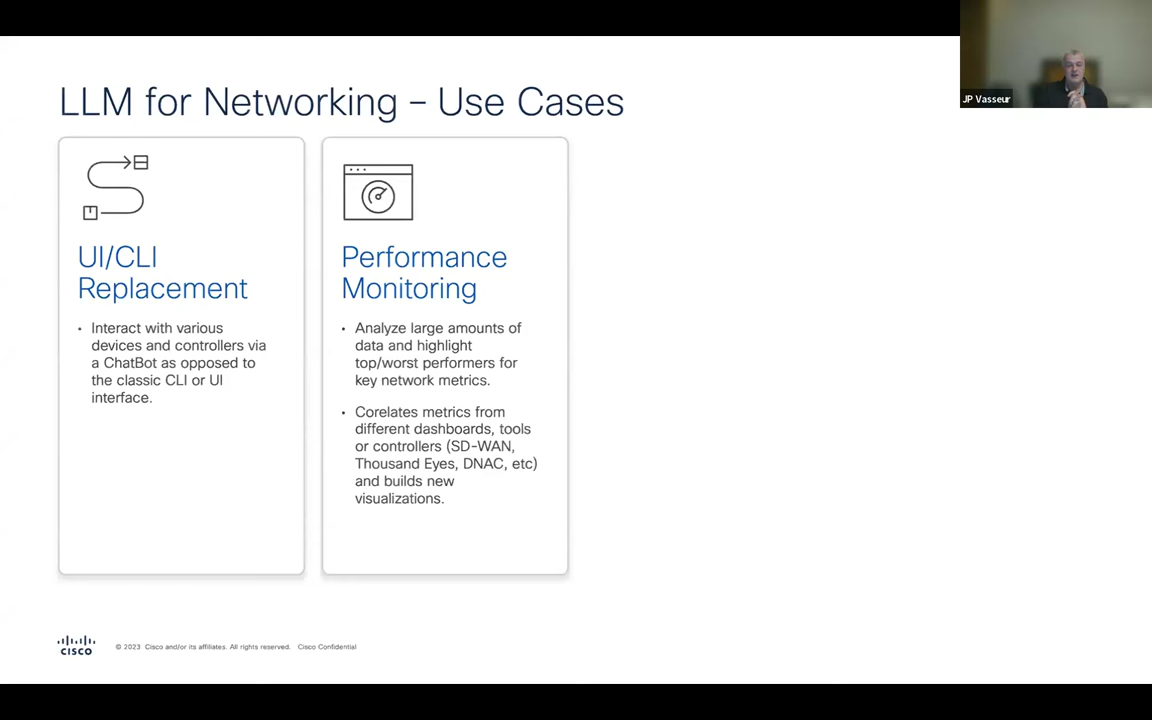 LLM for Networking – Use Cases
JP Vasseur
UI/CLI
Replacement
• Interact with various
devices and controllers via
a ChatBot as opposed to
the classic CLI or UI
interface.
Performance
Monitoring
• Analyze large amounts of
data and highlight
top/worst performers for
key network metrics.
• Corelates metrics from
different dashboards, tools
or controllers (SD-WAN,
Thousand Eyes, DNAC, etc)
and builds new
visualizations.
CISCO
© 2023 Cisco and/or its affiliates. All rights reserved. Cisco Confidential